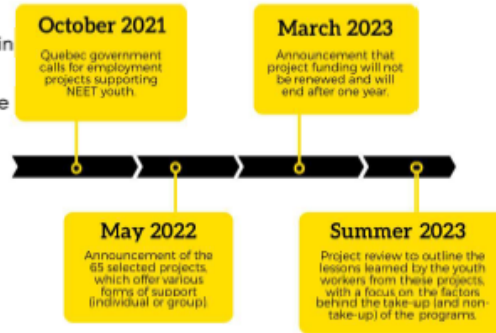 in
e
October 2021
Quebec government
calls for employment
projects supporting
NEET youth.
March 2023
Announcement that
project funding will not
be renewed and will
end after one year.
May 2022
Announcement of the
65 selected projects,
which offer various
forms of support
(individual or group).
Summer 2023
Project review to outline the
lessons learned by the youth
workers from these projects,
with a focus on the factors
behind the take-up (and non-
take-up) of the programs.